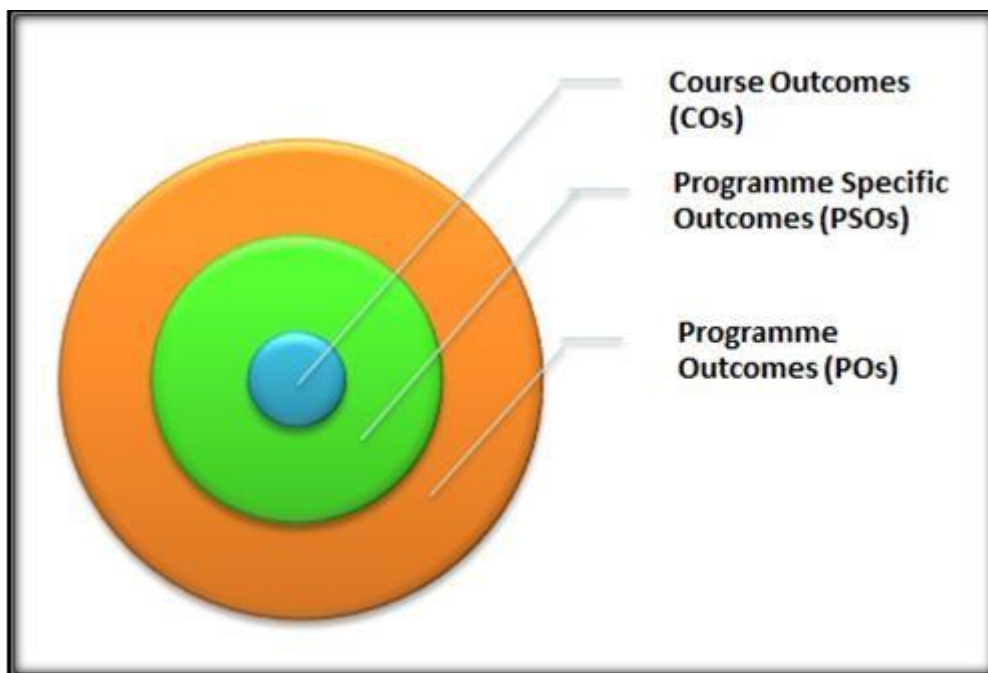 Course Outcomes
(COs)
Programme Specific
Outcomes (PSOs)
Programme
Outcomes (POs)